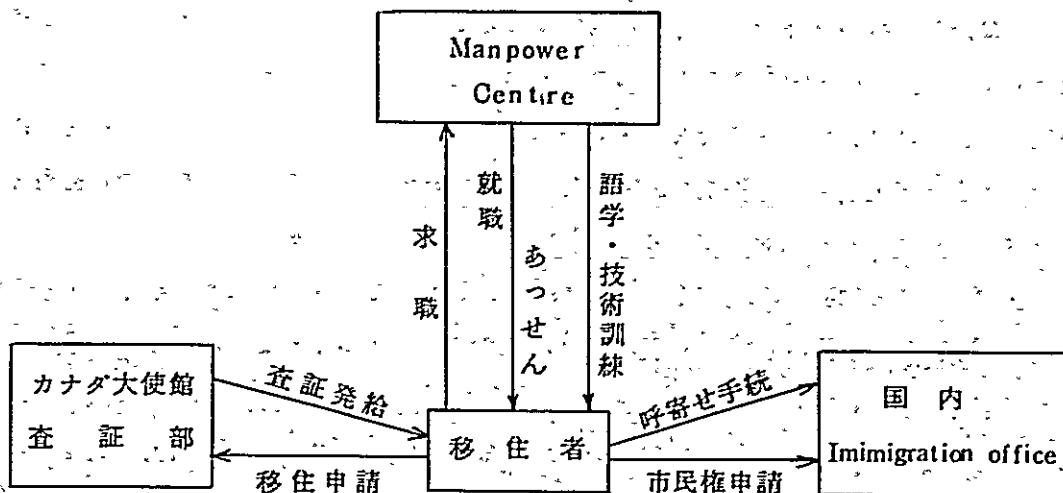 Manpower
Centre
求職
就職
あっせん
語学・技術訓練
カナダ大使館
査証部
査証発給
移住申請
移住者
呼寄せ手続
市民権申請
国内
Imimigration office